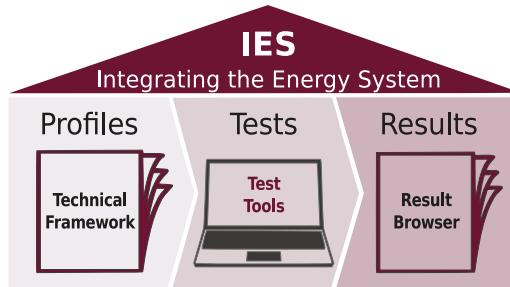 IES
Integrating the Energy System
Profiles
Technical
Framework
Tests
Test
Tools
Results
Result
Browser